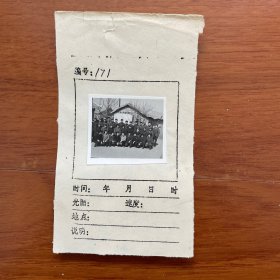 编号：171
时间： 年 月 日 时
光圈： 速度：
地点：
说明：